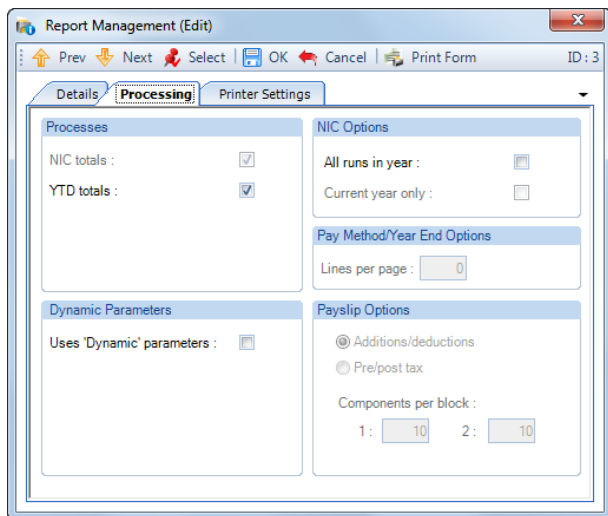 Report Management (Edit)
Prev Next Select OK Cancel Print Form ID : 3
Details Processing Printer Settings
Processes
NIC totals :
YTD totals :
NIC Options
All runs in year :
Current year only :
Pay Method/Year End Options
Lines per page : 0
Dynamic Parameters
Uses 'Dynamic' parameters :
Payslip Options
Additions/deductions
Pre/post tax
Components per block :
1 : 10 2 : 10